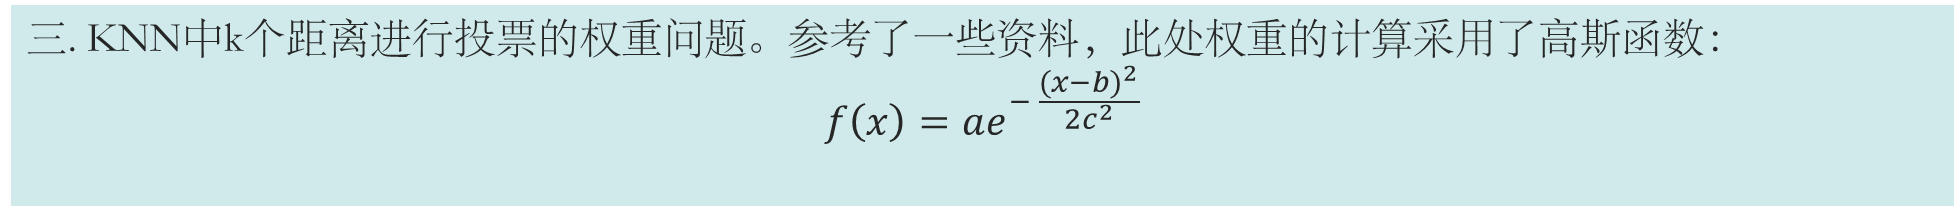 三. KNN中k个距离进行投票的权重问题。参考了一些资料，此处权重的计算采用了高斯函数：
f(x) = ae^{-\frac{(x-b)^2}{2c^2}}